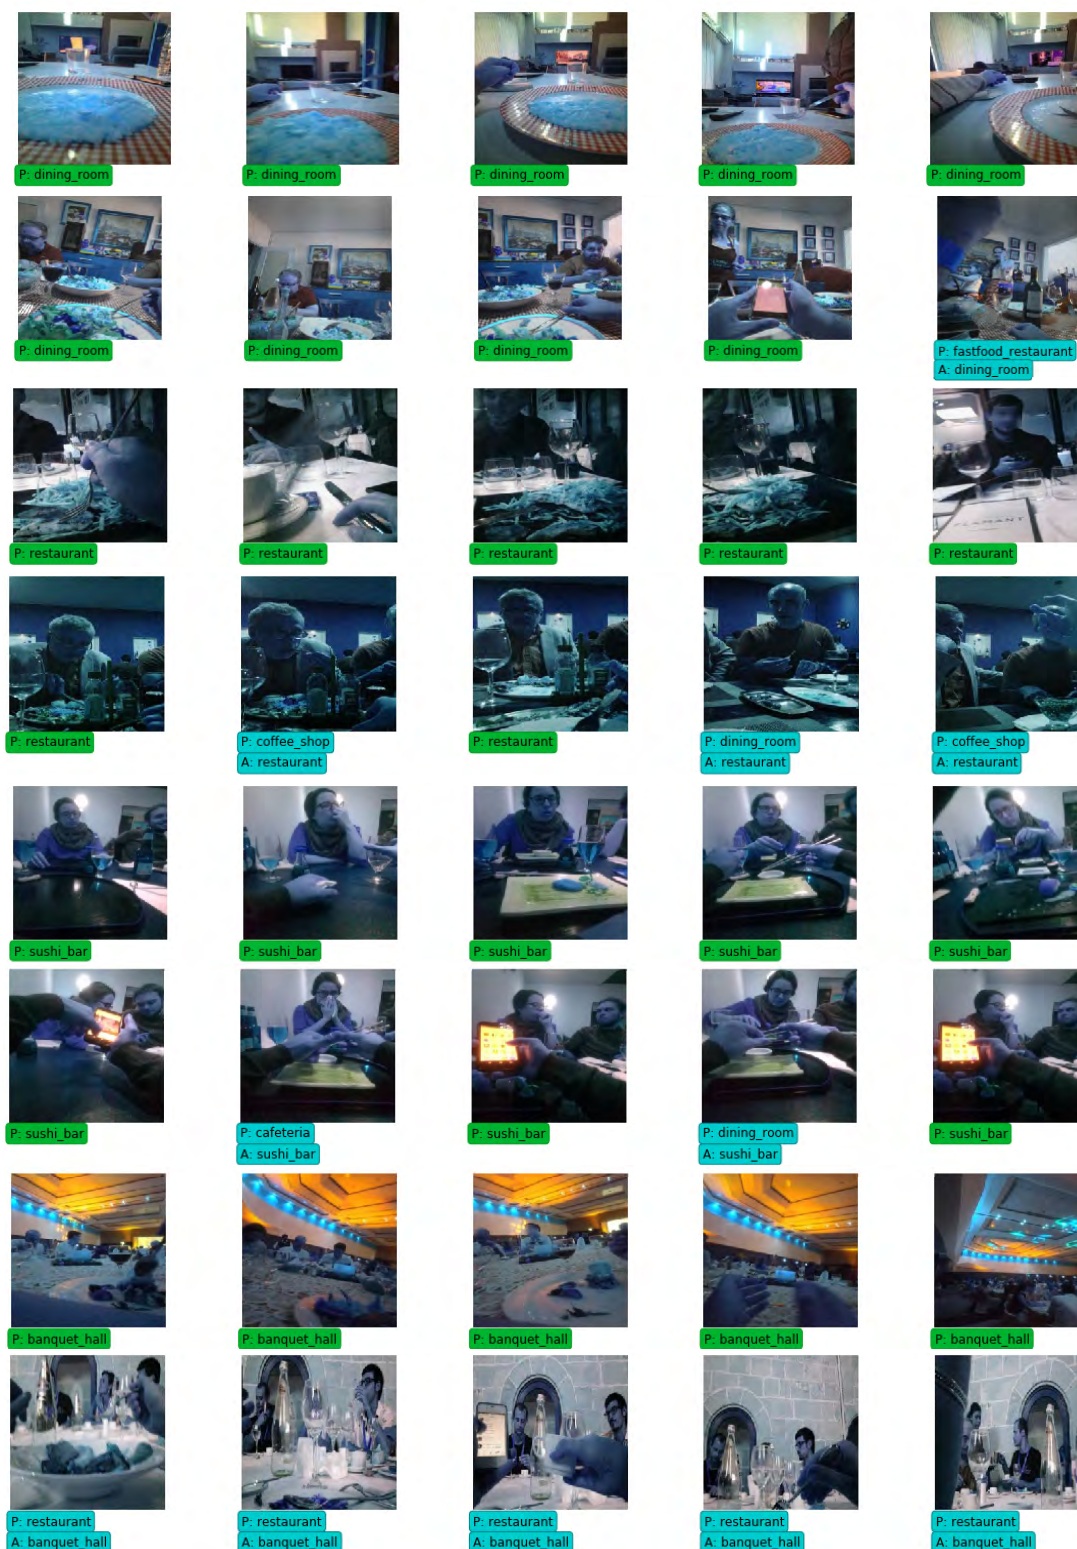 P: dining_room
P: dining_room
P: dining_room
P: dining_room
P: dining_room
P: dining_room
P: dining_room
P: dining_room
P: dining_room
P: fastfood_restaurant
A: dining_room
P: restaurant
P: restaurant
P: restaurant
P: restaurant
FLAMANT
P: restaurant
P: restaurant
P: coffee_shop
A: restaurant
P: restaurant
P: dining_room
A: restaurant
P: coffee_shop
A: restaurant
P: sushi_bar
P: sushi_bar
P: sushi_bar
P: sushi_bar
P: sushi_bar
P: sushi_bar
P: cafeteria
A: sushi_bar
P: sushi_bar
P: dining_room
A: sushi_bar
P: sushi_bar
P: banquet_hall
P: banquet_hall
P: banquet_hall
P: banquet_hall
P: banquet_hall
P: restaurant
A: banquet_hall
P: restaurant
A: banquet_hall
P: restaurant
A: banquet_hall
P: restaurant
A: banquet_hall
P: restaurant
A: banquet_hall